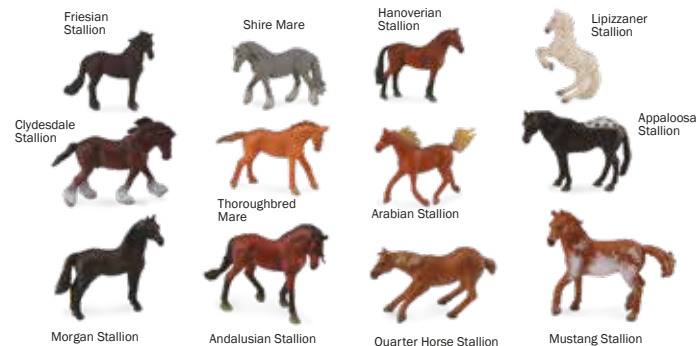 Friesian
Stallion
Shire Mare
Hanoverian
Stallion
Lipizzaner
Stallion
Clydesdale
Stallion
Thoroughbred
Mare
Arabian Stallion
Appaloosa
Stallion
Morgan Stallion
Andalusian Stallion
Quarter Horse Stallion
Mustang Stallion